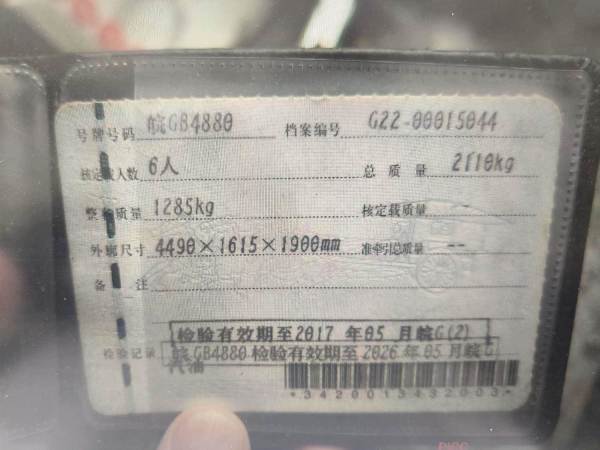 号牌号码 皖GB4880 档案编号 G22-00015044
核定载人数 6人 总质量 2110kg
整备质量 1285kg 核定载质量 --
外廓尺寸 4490×1615×1900mm 准牵引总质量 --
备注
检验有效期至2017年05月皖G(2)
检验记录 皖GB4880检验有效期至2026年05月皖G
汽油
*3420013432003*